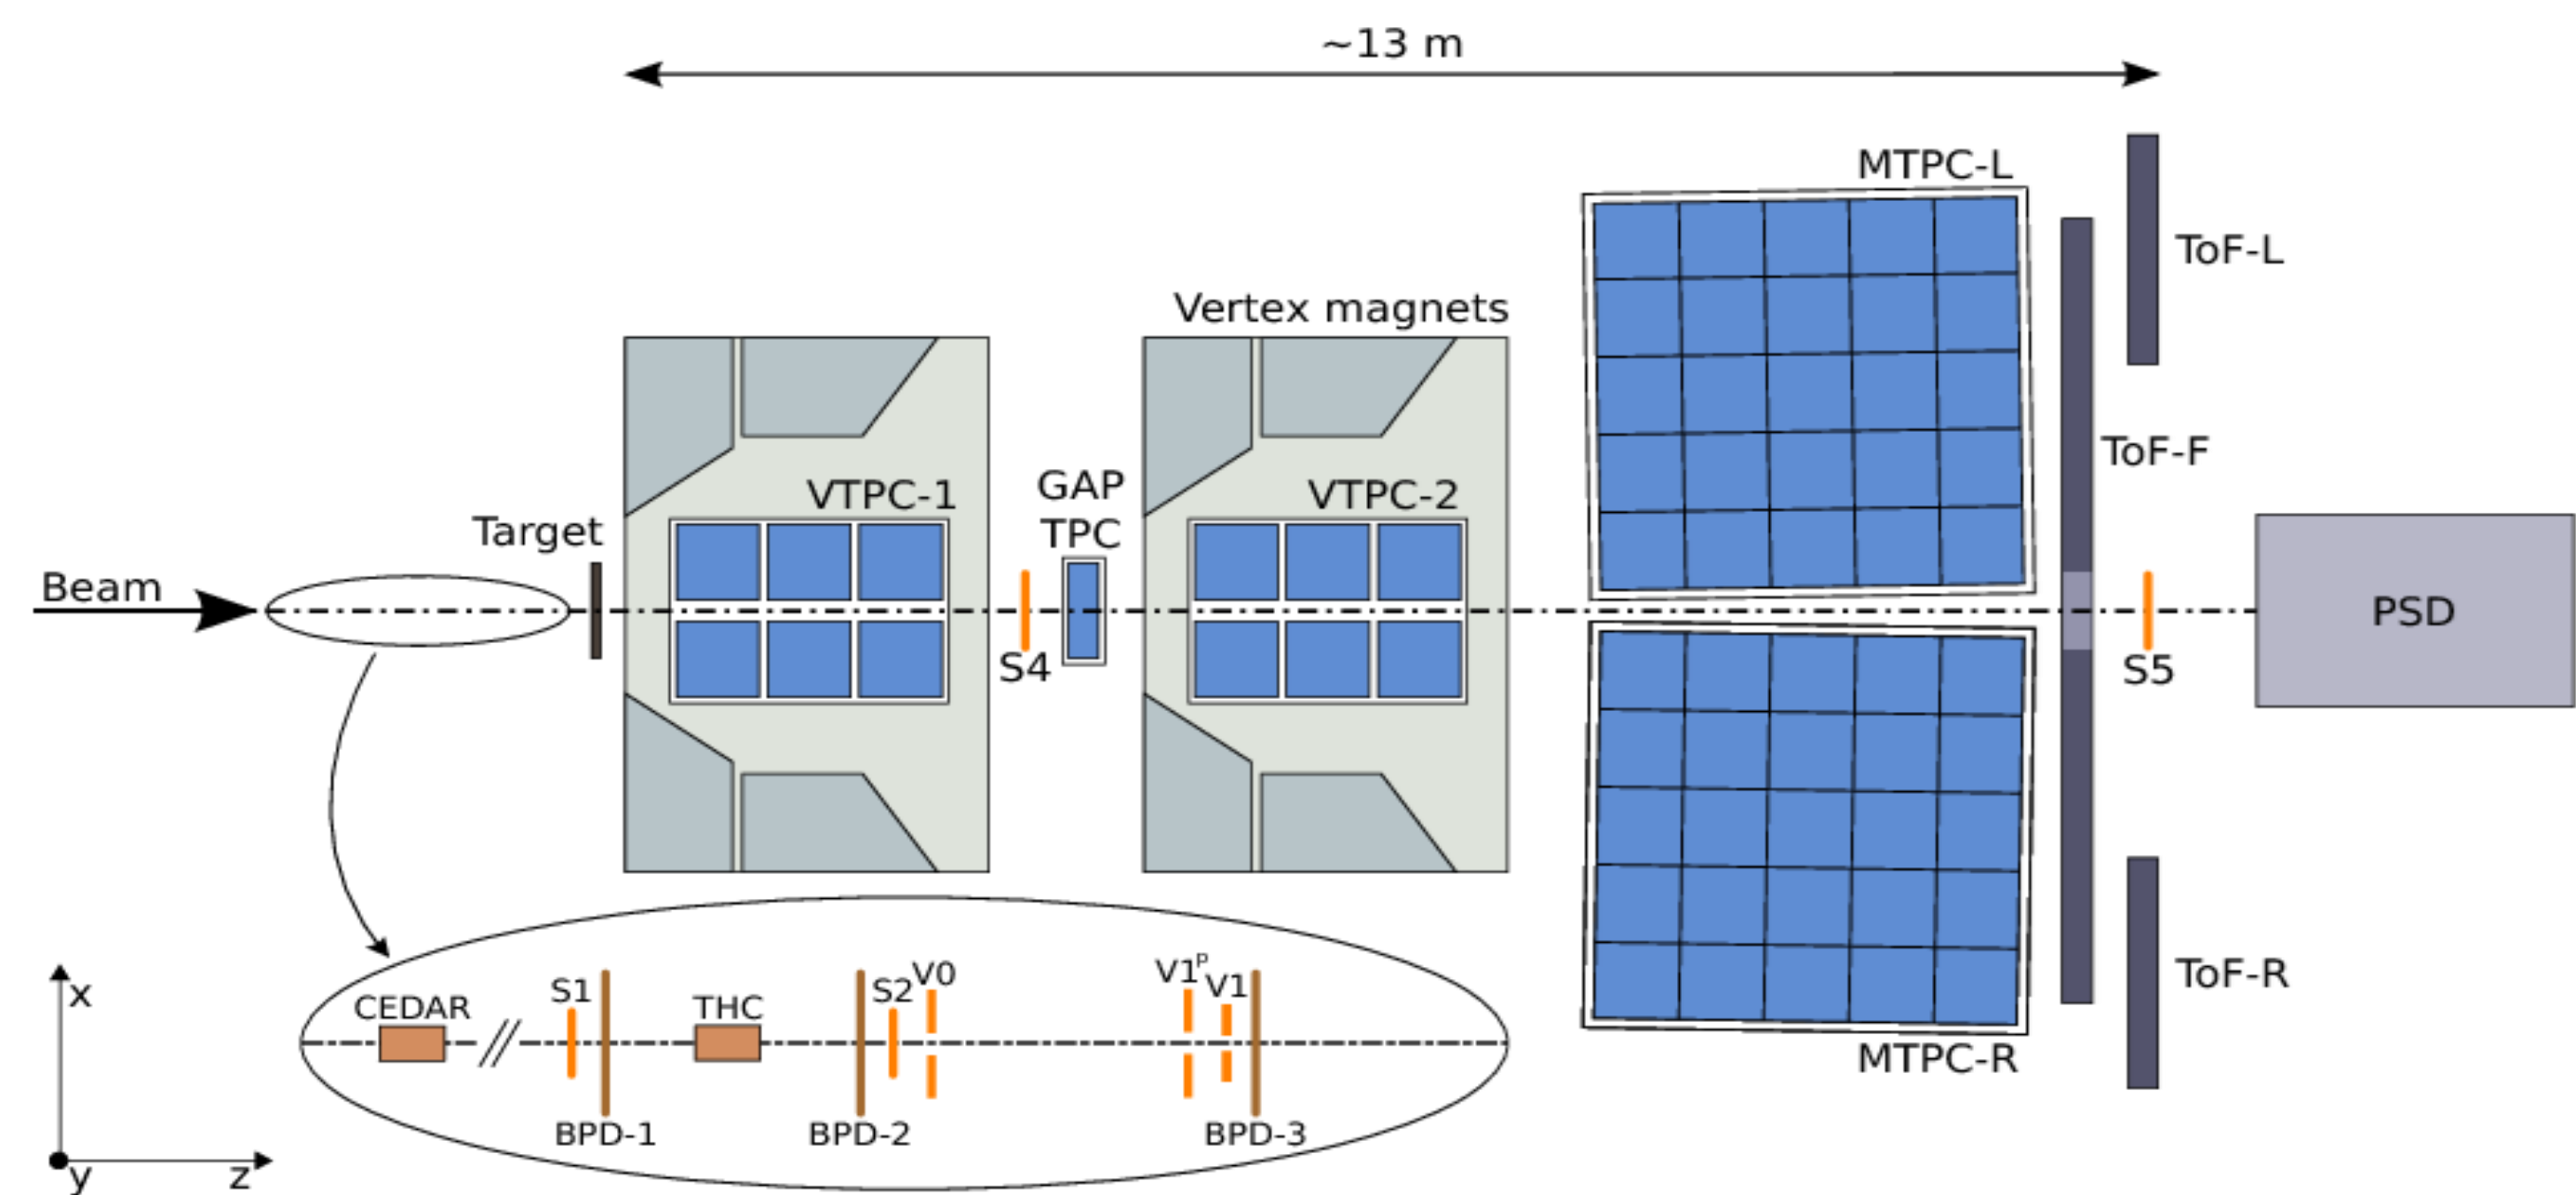 ~13 m
MTPC-L
ToF-L
Vertex magnets
ToF-F
GAP
TPC
VTPC-1
VTPC-2
Target
Beam
S4
PSD
S5
V1ᴾ
V0
V1
S1
S2
ToF-R
x
CEDAR
THC
MTPC-R
BPD-1
BPD-2
BPD-3
y
z